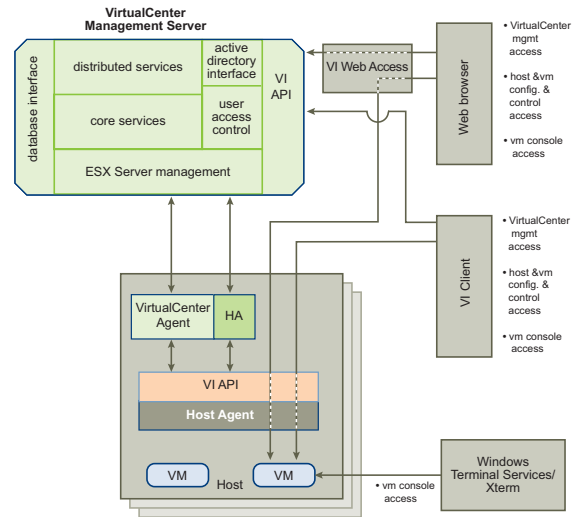 VirtualCenter
Management Server
database interface
distributed services
active
directory
interface
VI
API
core services
user
access
control
ESX Server management
VI Web Access
Web browser
• VirtualCenter
mgmt
access
• host &vm
config. &
control
access
• vm console
access
VI Client
• VirtualCenter
mgmt
access
• host &vm
config. &
control
access
• vm console
access
VirtualCenter
Agent
HA
VI API
Host Agent
VM
Host
VM
• vm console
access
Windows
Terminal Services/
Xterm